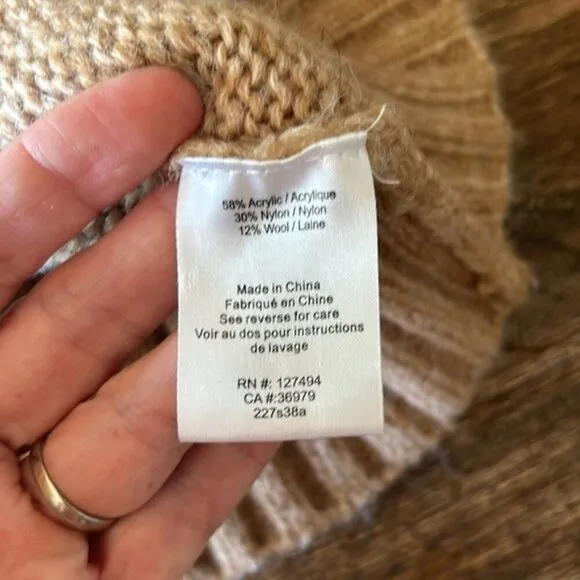 58% Acrylic / Acrylique
30% Nylon / Nylon
12% Wool / Laine
Made in China
Fabriqué en Chine
See reverse for care
Voir au dos pour instructions
de lavage
RN #: 127494
CA #:36979
227s38a